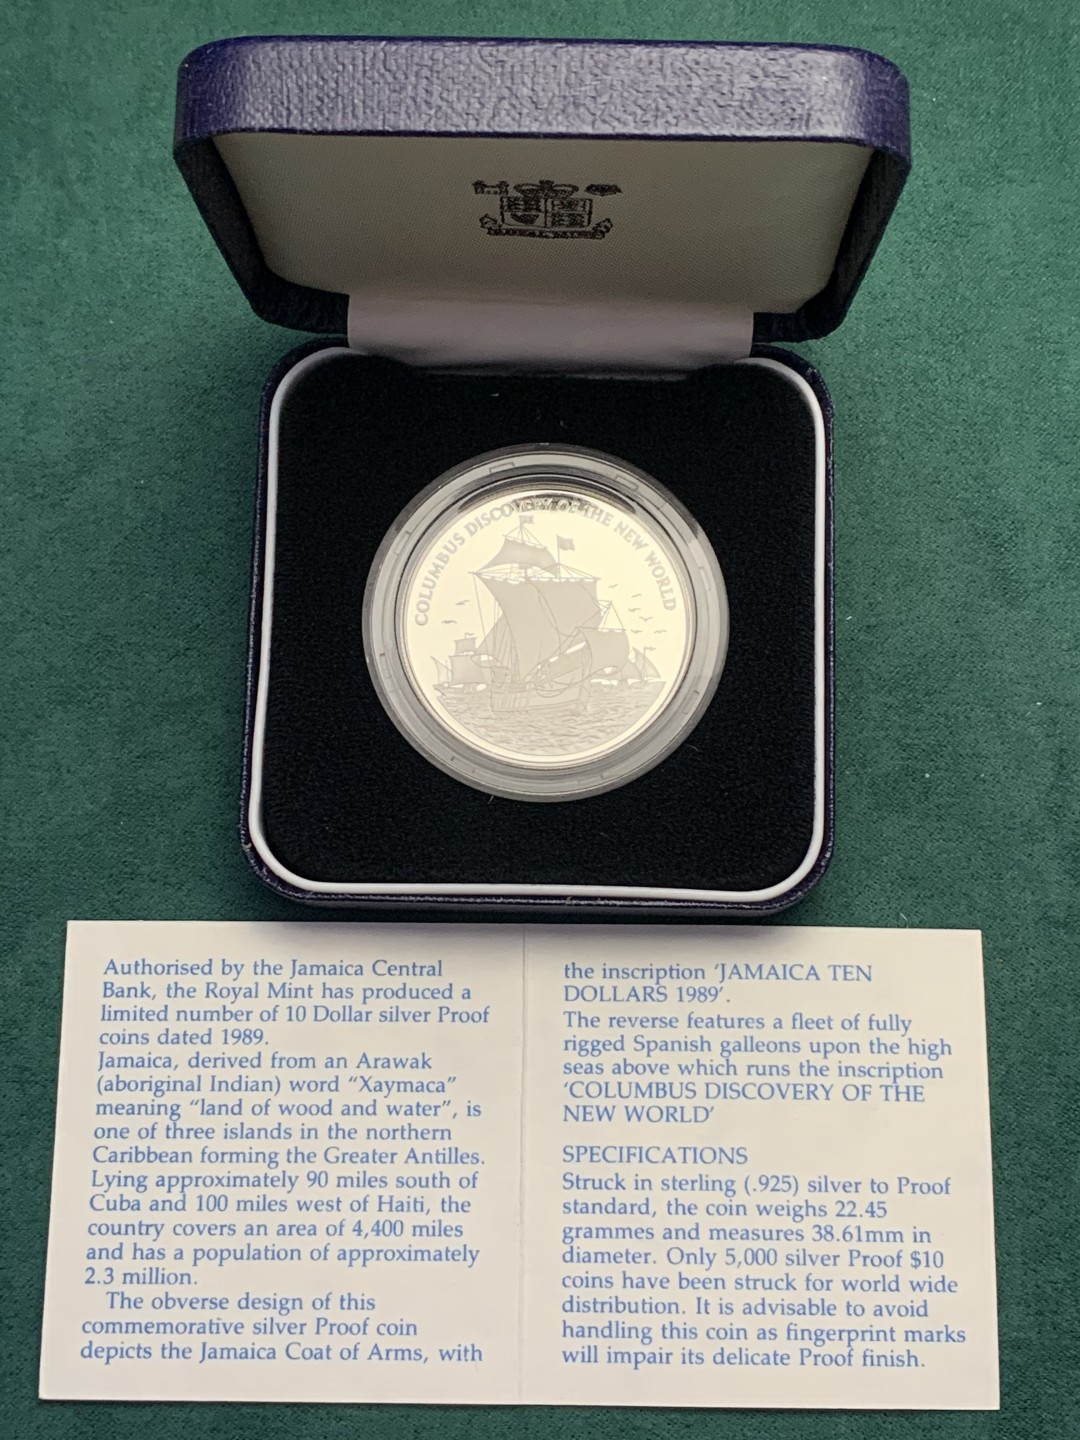 ROYAL MINT
COLUMBUS DISCOVERY OF THE NEW WORLD
Authorised by the Jamaica Central
Bank, the Royal Mint has produced a
limited number of 10 Dollar silver Proof
coins dated 1989.
Jamaica, derived from an Arawak
(aboriginal Indian) word “Xaymaca”
meaning “land of wood and water”, is
one of three islands in the northern
Caribbean forming the Greater Antilles.
Lying approximately 90 miles south of
Cuba and 100 miles west of Haiti, the
country covers an area of 4,400 miles
and has a population of approximately
2.3 million.
The obverse design of this
commemorative silver Proof coin
depicts the Jamaica Coat of Arms, with
the inscription ‘JAMAICA TEN
DOLLARS 1989’.
The reverse features a fleet of fully
rigged Spanish galleons upon the high
seas above which runs the inscription
‘COLUMBUS DISCOVERY OF THE
NEW WORLD’
SPECIFICATIONS
Struck in sterling (.925) silver to Proof
standard, the coin weighs 22.45
grammes and measures 38.61mm in
diameter. Only 5,000 silver Proof $10
coins have been struck for world wide
distribution. It is advisable to avoid
handling this coin as fingerprint marks
will impair its delicate Proof finish.